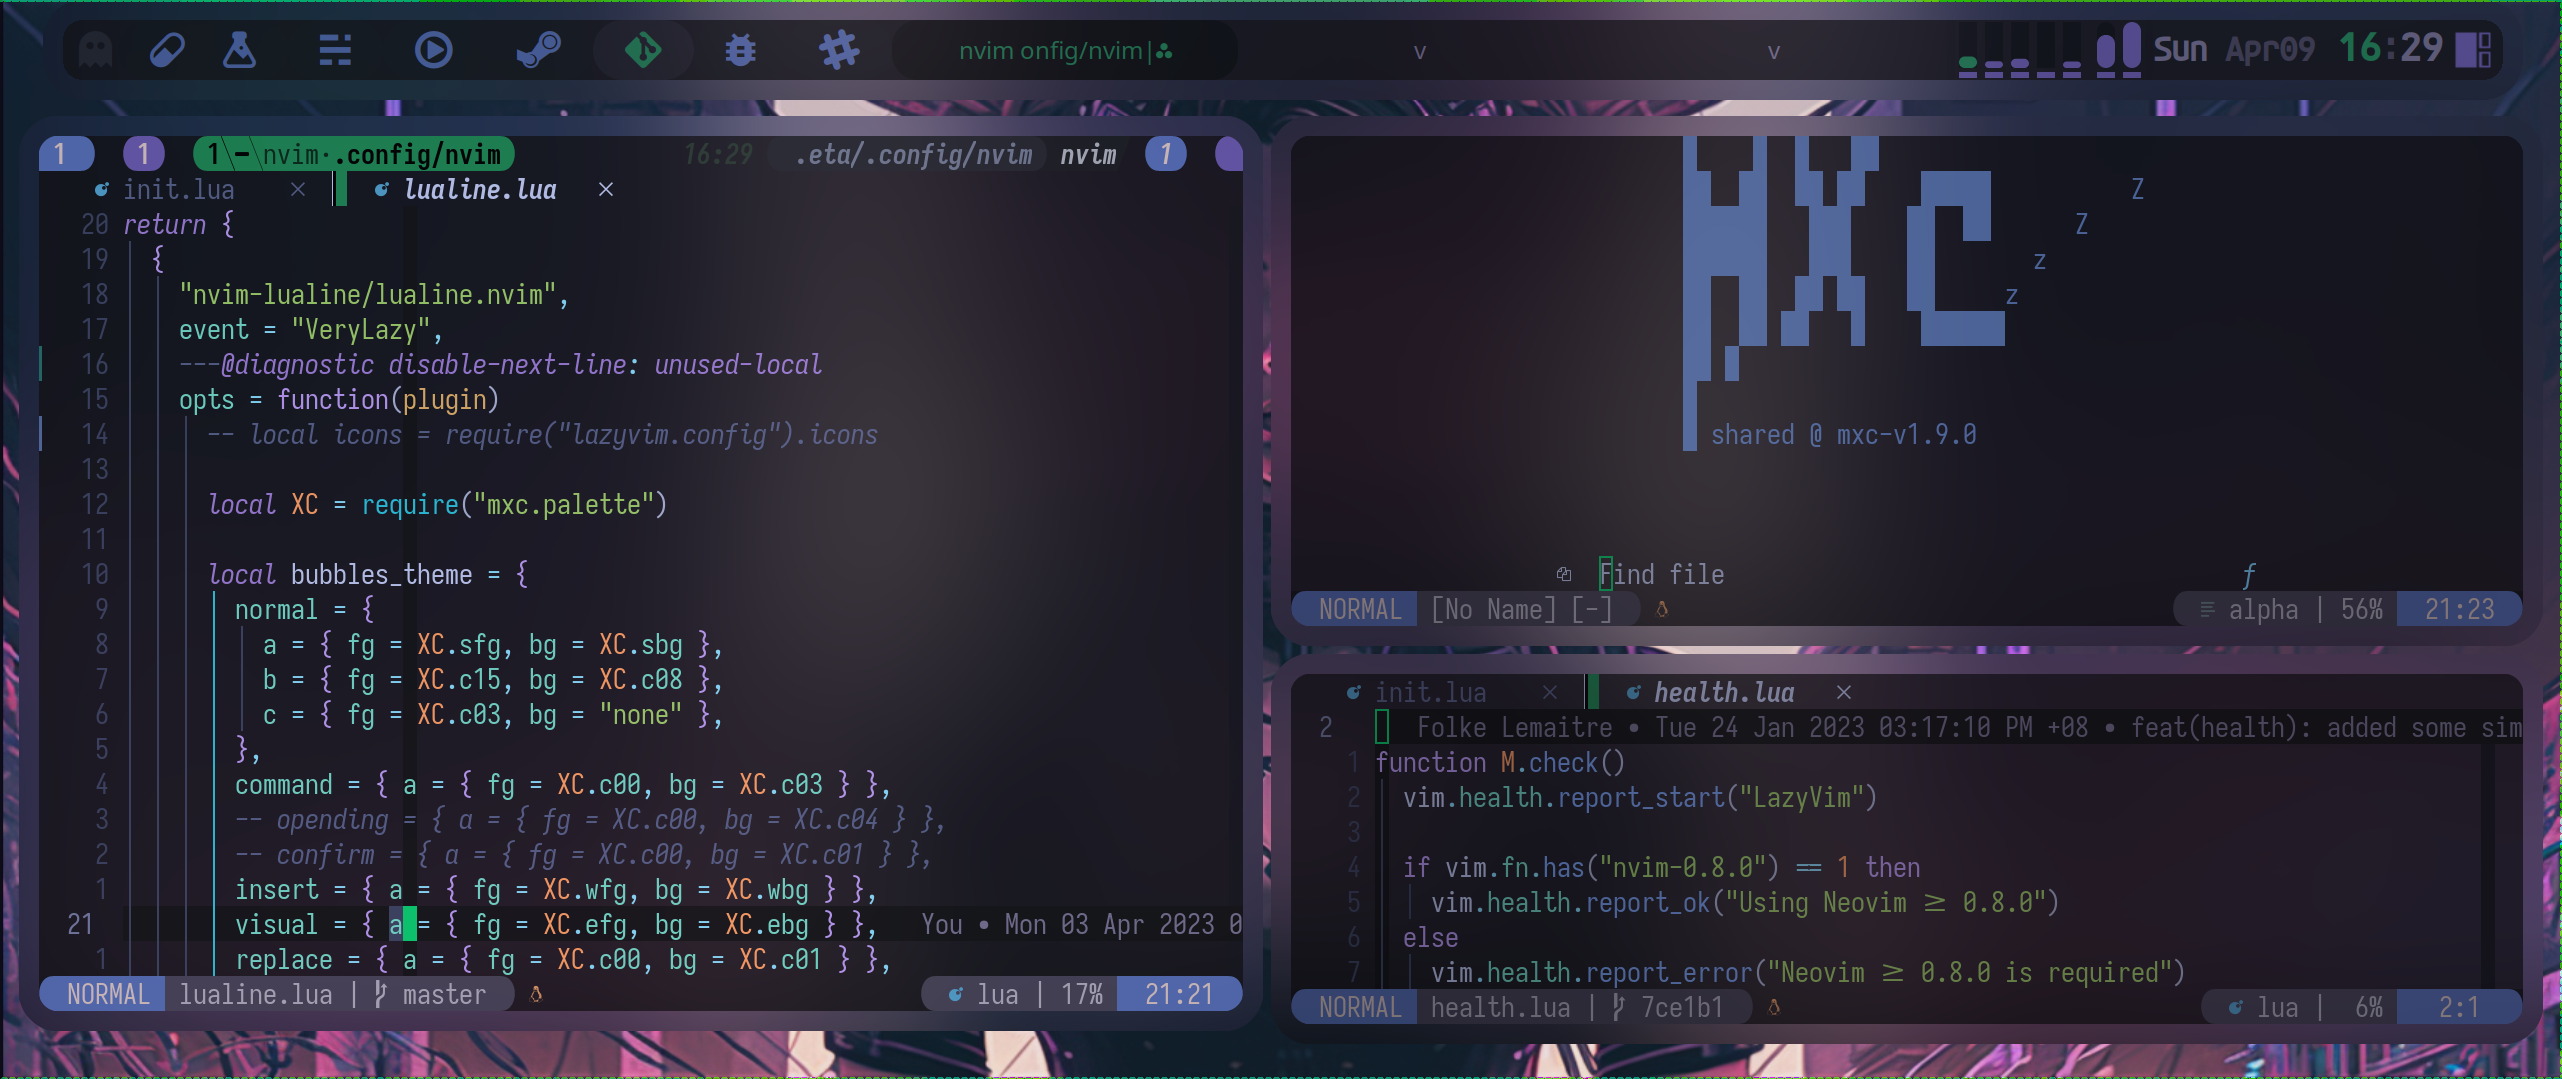 nvim onfig/nvim|
v
v
Sun Apr09 16:29
1 1 1 - nvim·.config/nvim 16:29 .eta/.config/nvim nvim 1
init.lua × lualine.lua ×
20 return {
19 {
18 "nvim-lualine/lualine.nvim",
17 event = "VeryLazy",
16 ---@diagnostic disable-next-line: unused-local
15 opts = function(plugin)
14 -- local icons = require("lazyvim.config").icons
13
12 local XC = require("mxc.palette")
11
10 local bubbles_theme = {
9 normal = {
8 a = { fg = XC.sfg, bg = XC.sbg },
7 b = { fg = XC.c15, bg = XC.c08 },
6 c = { fg = XC.c03, bg = "none" },
5 },
4 command = { a = { fg = XC.c00, bg = XC.c03 } },
3 -- opending = { a = { fg = XC.c00, bg = XC.c04 } },
2 -- confirm = { a = { fg = XC.c00, bg = XC.c01 } },
1 insert = { a = { fg = XC.wfg, bg = XC.wbg } },
21 visual = { a = { fg = XC.efg, bg = XC.ebg } }, You • Mon 03 Apr 2023 0
1 replace = { a = { fg = XC.c00, bg = XC.c01 } },
NORMAL lualine.lua | master lua | 17% 21:21
MXC
Z
Z
z
z
shared @ mxc-v1.9.0
Find file f
NORMAL [No Name] [-] alpha | 56% 21:23
init.lua × health.lua ×
2 Folke Lemaitre • Tue 24 Jan 2023 03:17:10 PM +08 • feat(health): added some sim
1 function M.check()
2 vim.health.report_start("LazyVim")
3
4 if vim.fn.has("nvim-0.8.0") == 1 then
5 vim.health.report_ok("Using Neovim >= 0.8.0")
6 else
7 vim.health.report_error("Neovim >= 0.8.0 is required")
NORMAL health.lua | 7ce1b1 lua | 6% 2:1